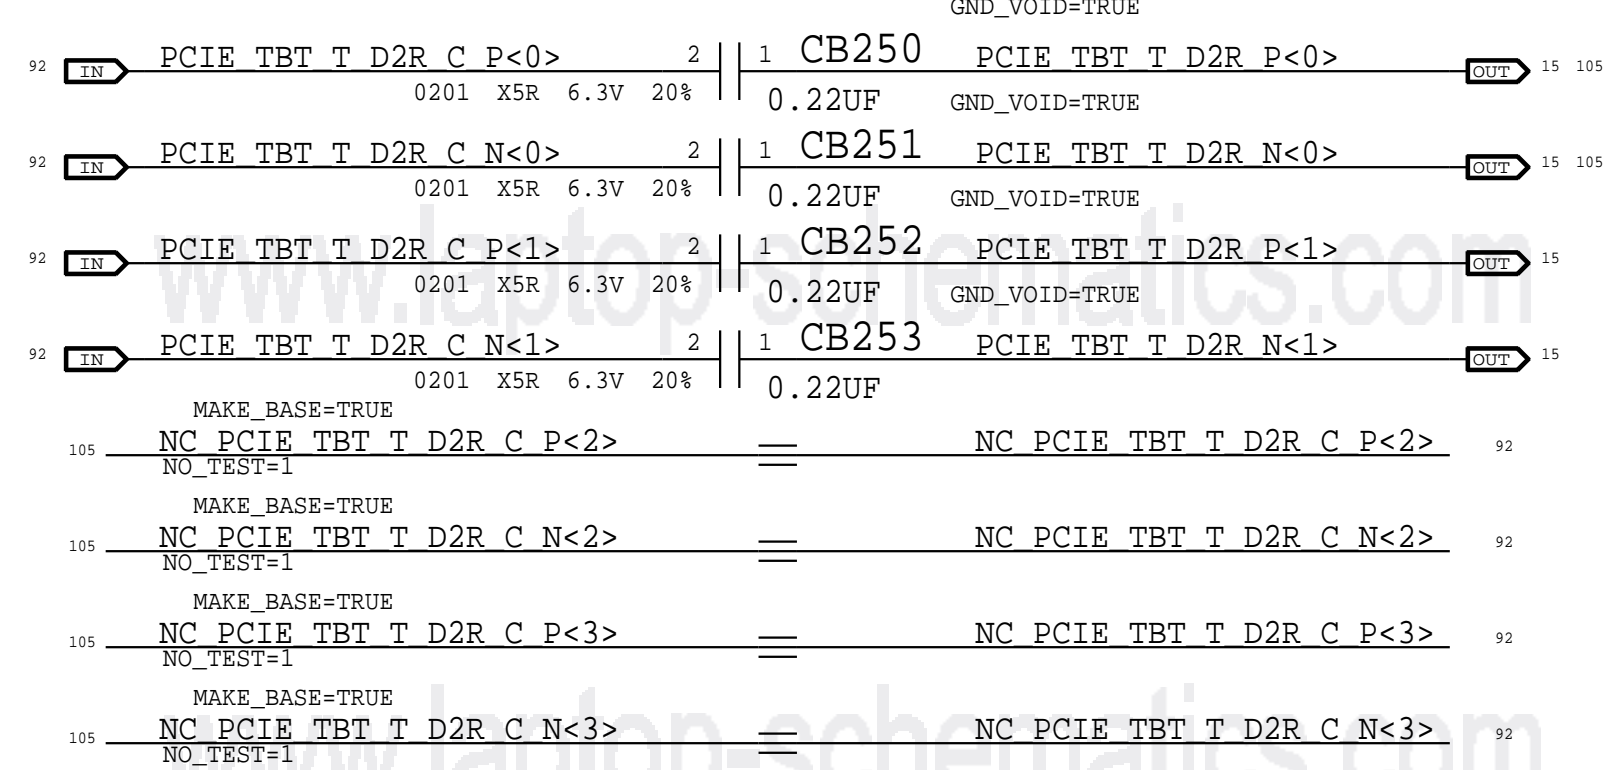 GND_VOID=TRUE
92 IN PCIE_TBT_T_D2R_C_P<0> 2 1 CB250 PCIE_TBT_T_D2R_P<0> OUT 15 105
0201 X5R 6.3V 20% 0.22UF GND_VOID=TRUE
92 IN PCIE_TBT_T_D2R_C_N<0> 2 1 CB251 PCIE_TBT_T_D2R_N<0> OUT 15 105
0201 X5R 6.3V 20% 0.22UF GND_VOID=TRUE
92 IN PCIE_TBT_T_D2R_C_P<1> 2 1 CB252 PCIE_TBT_T_D2R_P<1> OUT 15
www.laptop-schematics.com
0201 X5R 6.3V 20% 0.22UF GND_VOID=TRUE
92 IN PCIE_TBT_T_D2R_C_N<1> 2 1 CB253 PCIE_TBT_T_D2R_N<1> OUT 15
0201 X5R 6.3V 20% 0.22UF
MAKE_BASE=TRUE
105 NC_PCIE_TBT_T_D2R_C_P<2> NC_PCIE_TBT_T_D2R_C_P<2> 92
NO_TEST=1
MAKE_BASE=TRUE
105 NC_PCIE_TBT_T_D2R_C_N<2> NC_PCIE_TBT_T_D2R_C_N<2> 92
NO_TEST=1
MAKE_BASE=TRUE
105 NC_PCIE_TBT_T_D2R_C_P<3> NC_PCIE_TBT_T_D2R_C_P<3> 92
NO_TEST=1
MAKE_BASE=TRUE
105 NC_PCIE_TBT_T_D2R_C_N<3> NC_PCIE_TBT_T_D2R_C_N<3> 92
NO_TEST=1
www.laptop-schematics.com